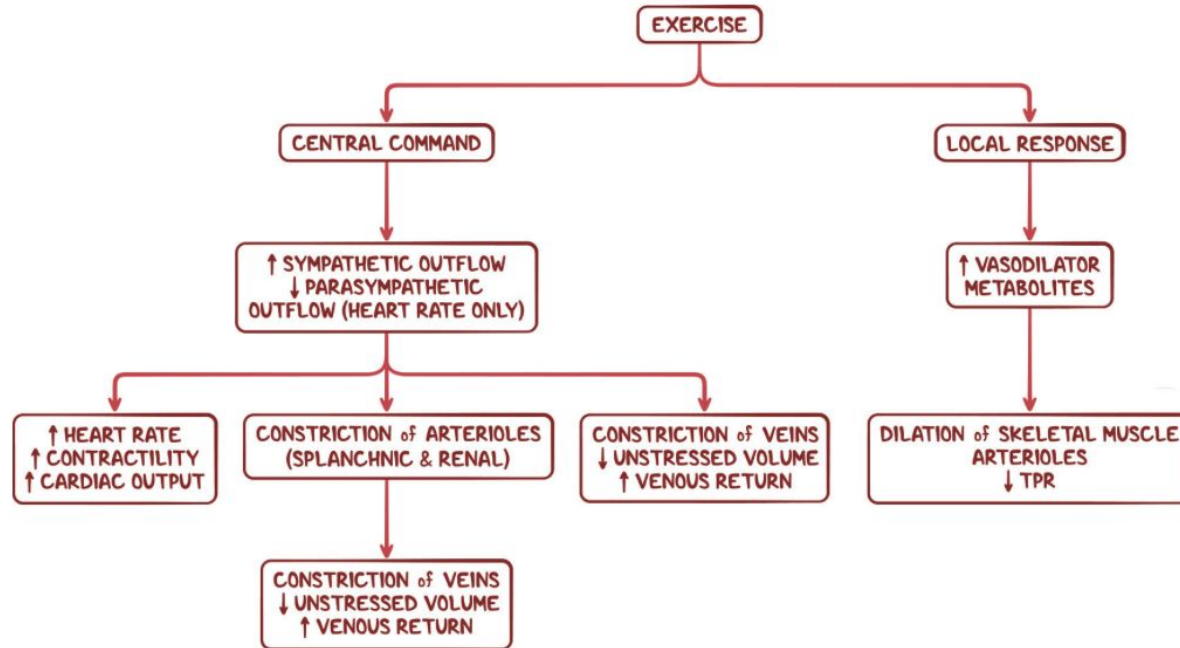 EXERCISE
CENTRAL COMMAND
LOCAL RESPONSE
↑ SYMPATHETIC OUTFLOW
↓ PARASYMPATHETIC
OUTFLOW (HEART RATE ONLY)
↑ VASODILATOR
METABOLITES
↑ HEART RATE
↑ CONTRACTILITY
↑ CARDIAC OUTPUT
CONSTRICTION of ARTERIOLES
(SPLANCHNIC & RENAL)
CONSTRICTION of VEINS
↓ UNSTRESSED VOLUME
↑ VENOUS RETURN
DILATION of SKELETAL MUSCLE
ARTERIOLES
↓ TPR
CONSTRICTION of VEINS
↓ UNSTRESSED VOLUME
↑ VENOUS RETURN